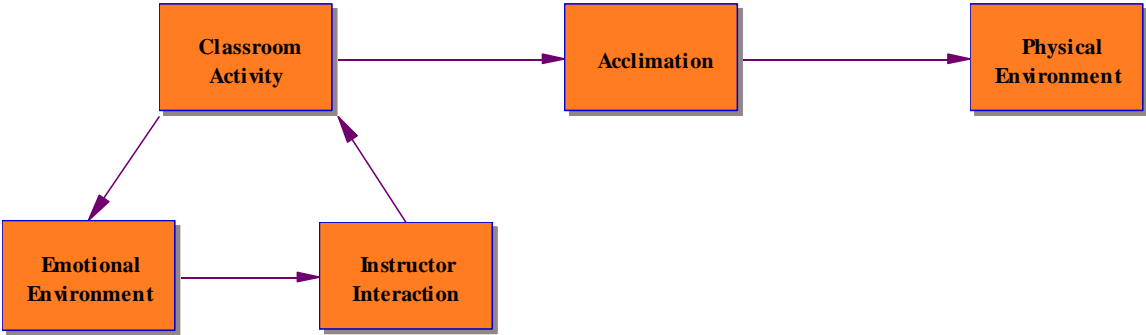 Classroom
Activity
Acclimation
Physical
Environment
Emotional
Environment
Instructor
Interaction